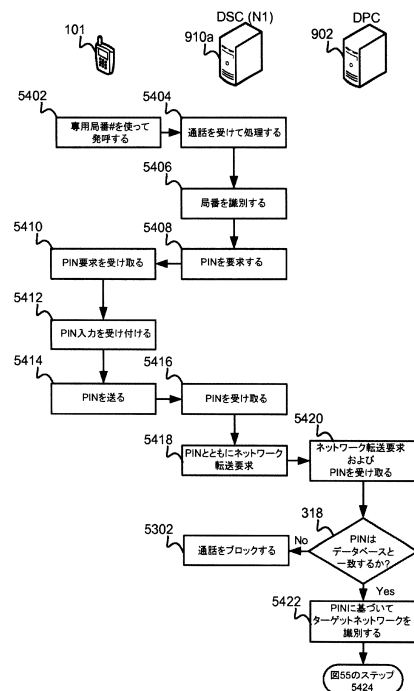 DSC (N1)
DPC
101
910a
902
5402
5404
専用局番#を使って
発呼する
通話を受けて処理する
5406
局番を識別する
5410
5408
PIN要求を受け取る
PINを要求する
5412
PIN入力を受け付ける
5414
5416
PINを送る
PINを受け取る
5420
5418
PINとともにネットワーク
転送要求
ネットワーク転送要求
および
PINを受け取る
318
5302
No
通話をブロックする
PINは
データベースと
一致するか?
Yes
5422
PINに基づいて
ターゲットネットワークを
識別する
図55のステップ
5424